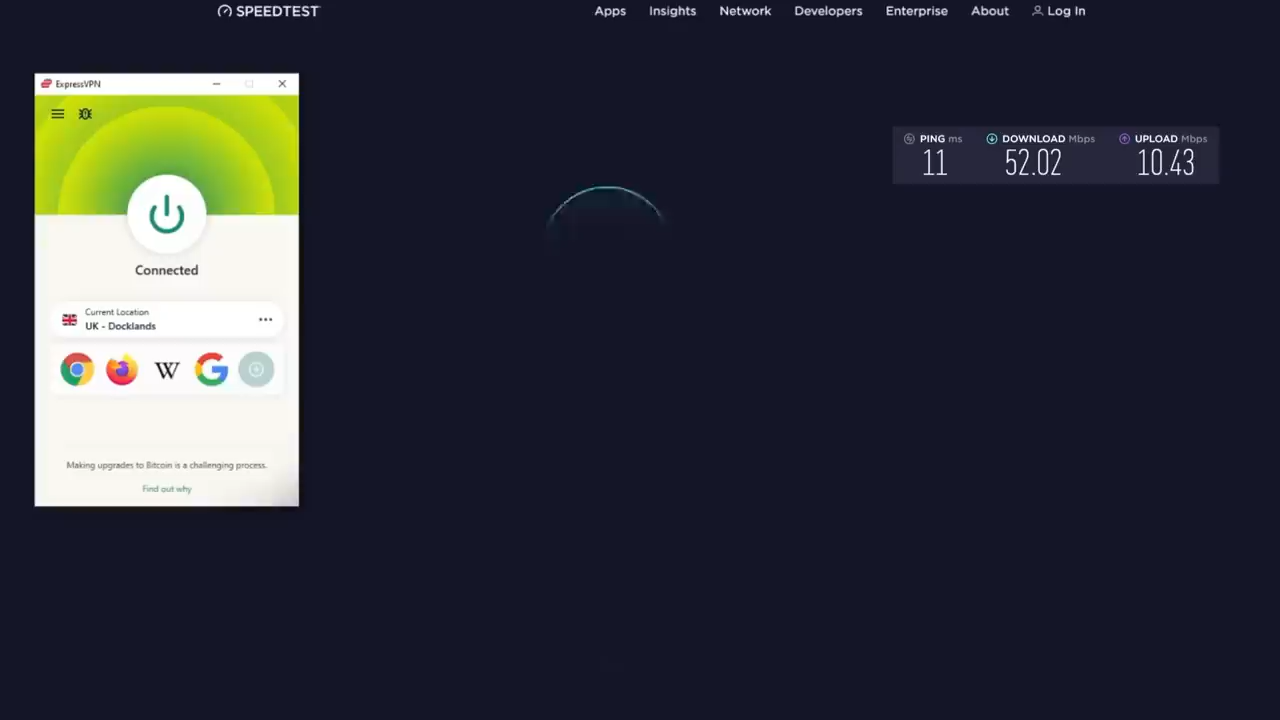 SPEEDTEST
Apps Insights Network Developers Enterprise About Log In
ExpressVPN
PING ms DOWNLOAD Mbps UPLOAD Mbps
11 52.02 10.43
Connected
Current Location
UK - Docklands
W
Making upgrades to Bitcoin is a challenging process.
Find out why